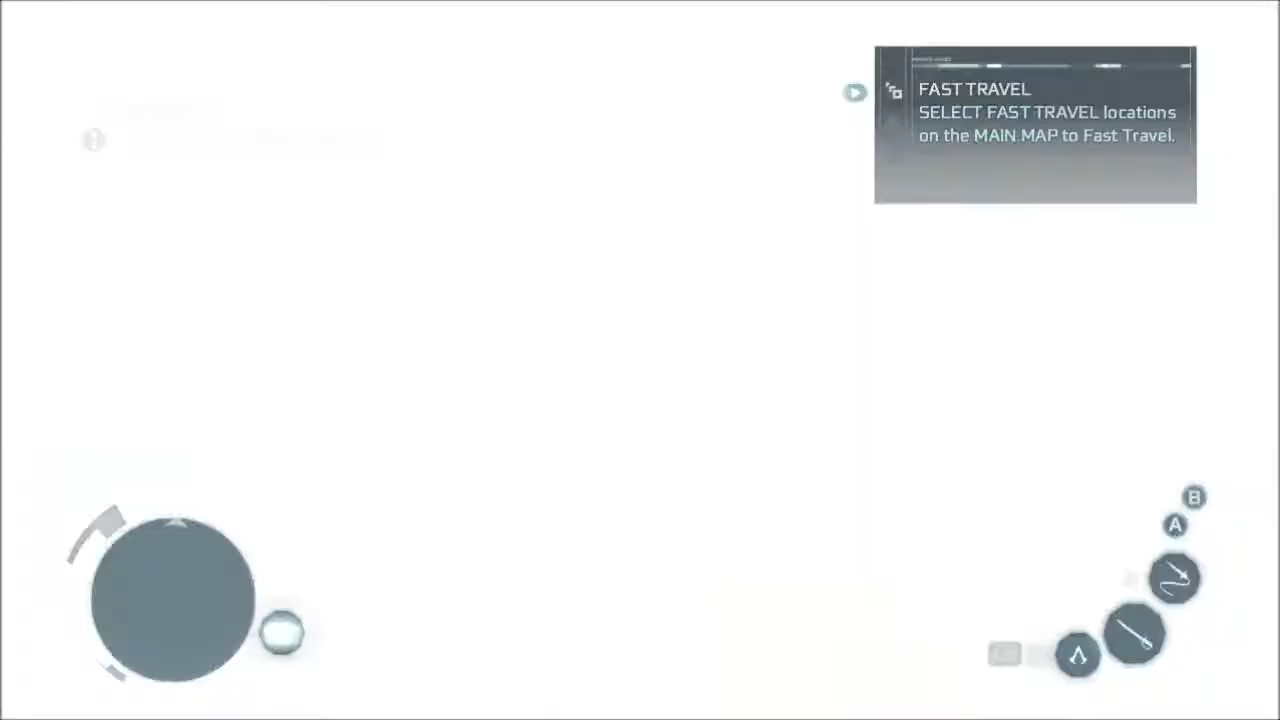 FAST TRAVEL
SELECT FAST TRAVEL locations
on the MAIN MAP to Fast Travel.
B
A